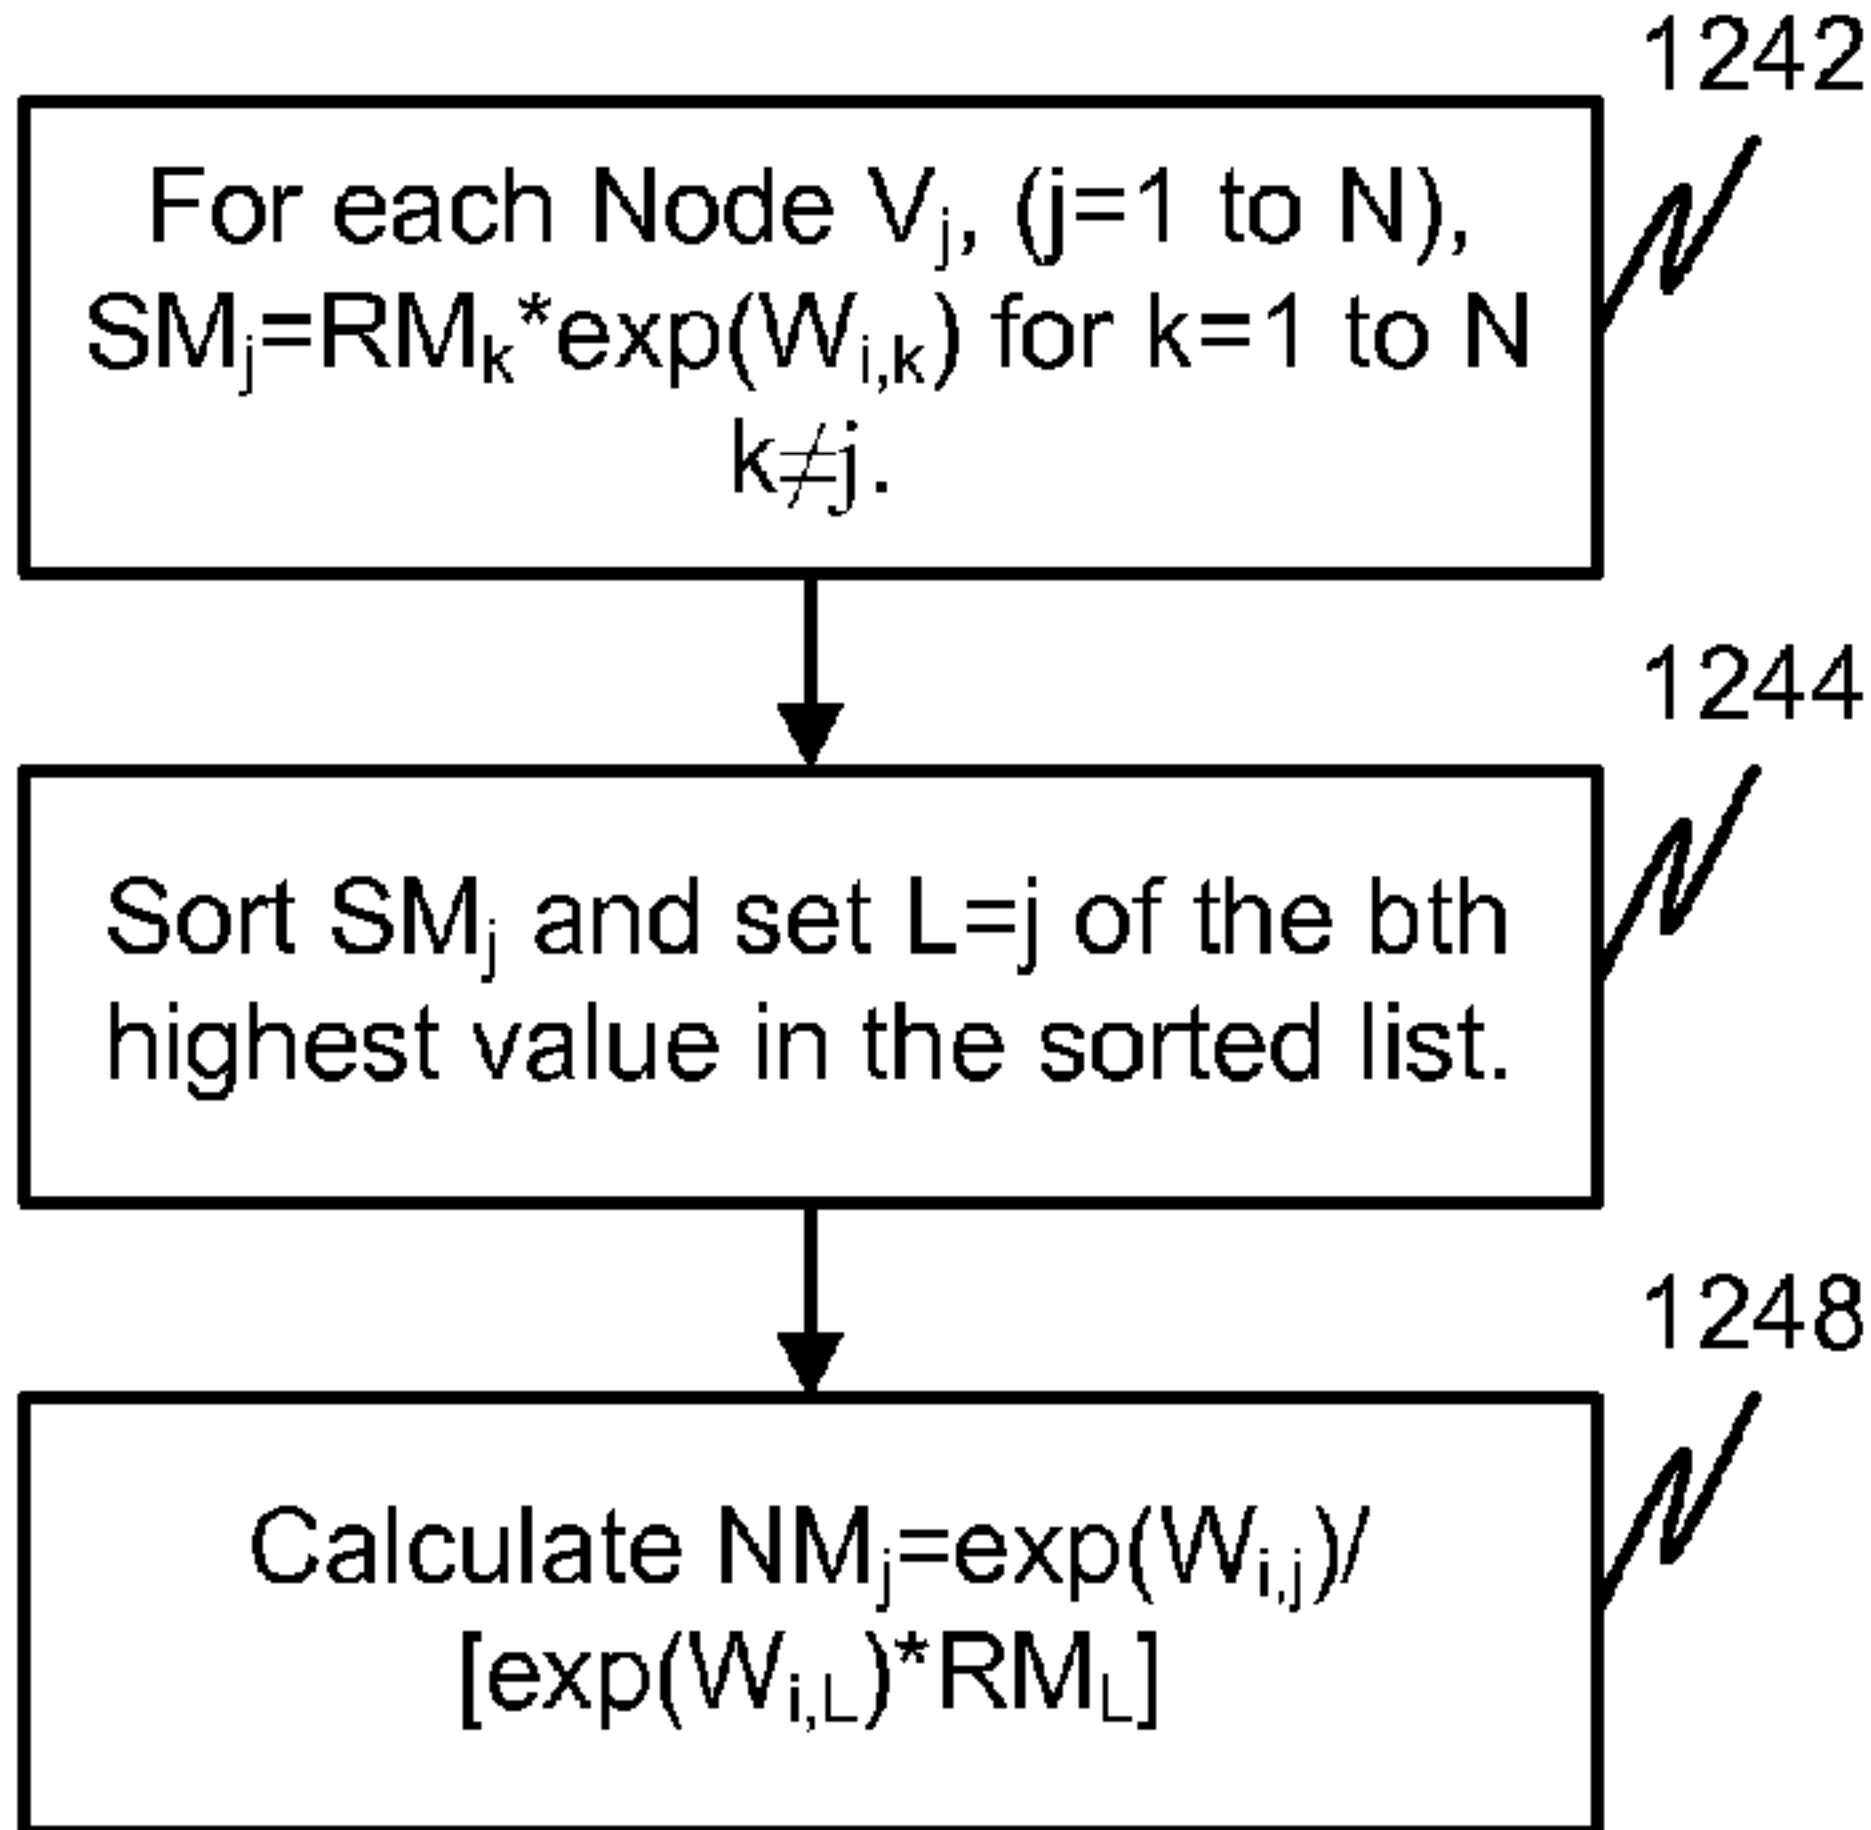 1242
For each Node Vj, (j=1 to N),
SMj=RMk*exp(Wi,k) for k=1 to N
k≠j.
1244
Sort SMj and set L=j of the bth
highest value in the sorted list.
1248
Calculate NMj=exp(Wi,j)/
[exp(Wi,L)*RML]